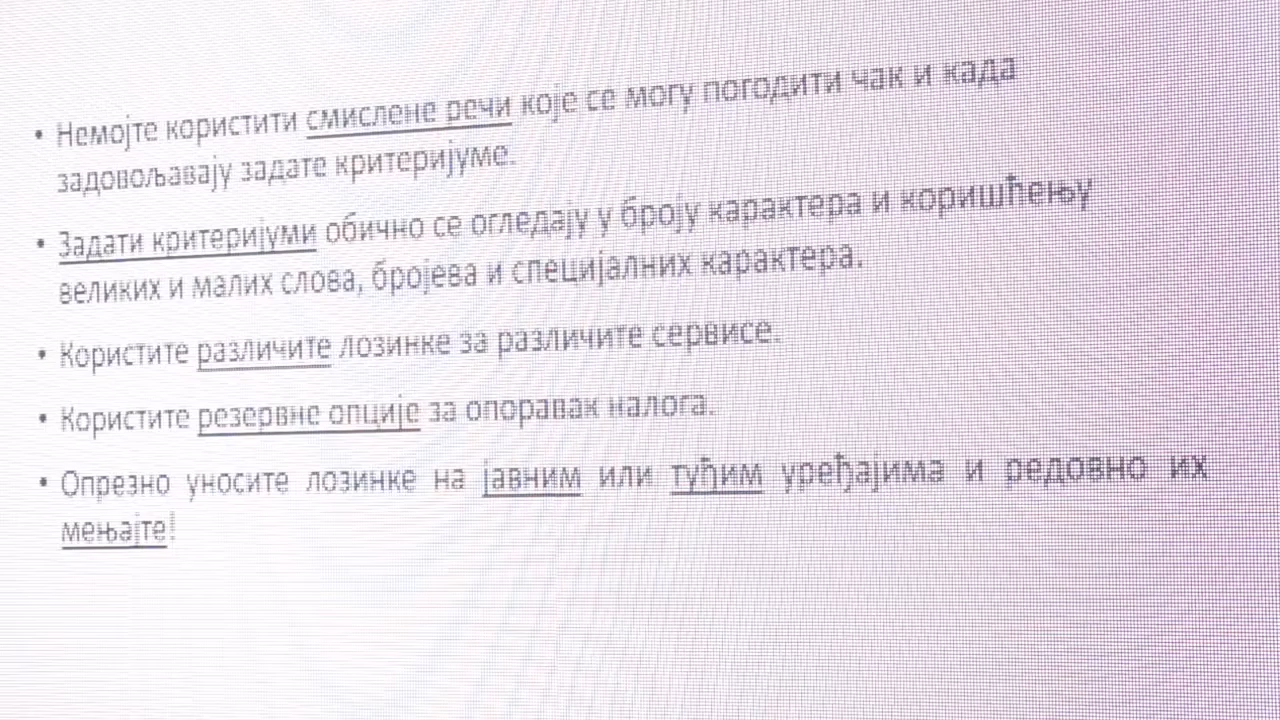 • Немојте користити смислене речи које се могу погодити чак и када
задовољавају задате критеријуме.
• Задати критеријуми обично се огледају у броју карактера и коришћењу
великих и малих слова, бројева и специјалних карактера.
• Користите различите лозинке за различите сервисе.
• Користите резервне опције за опоравак налога.
• Опрезно уносите лозинке на јавним или туђим уређајима и редовно их
мењајте!